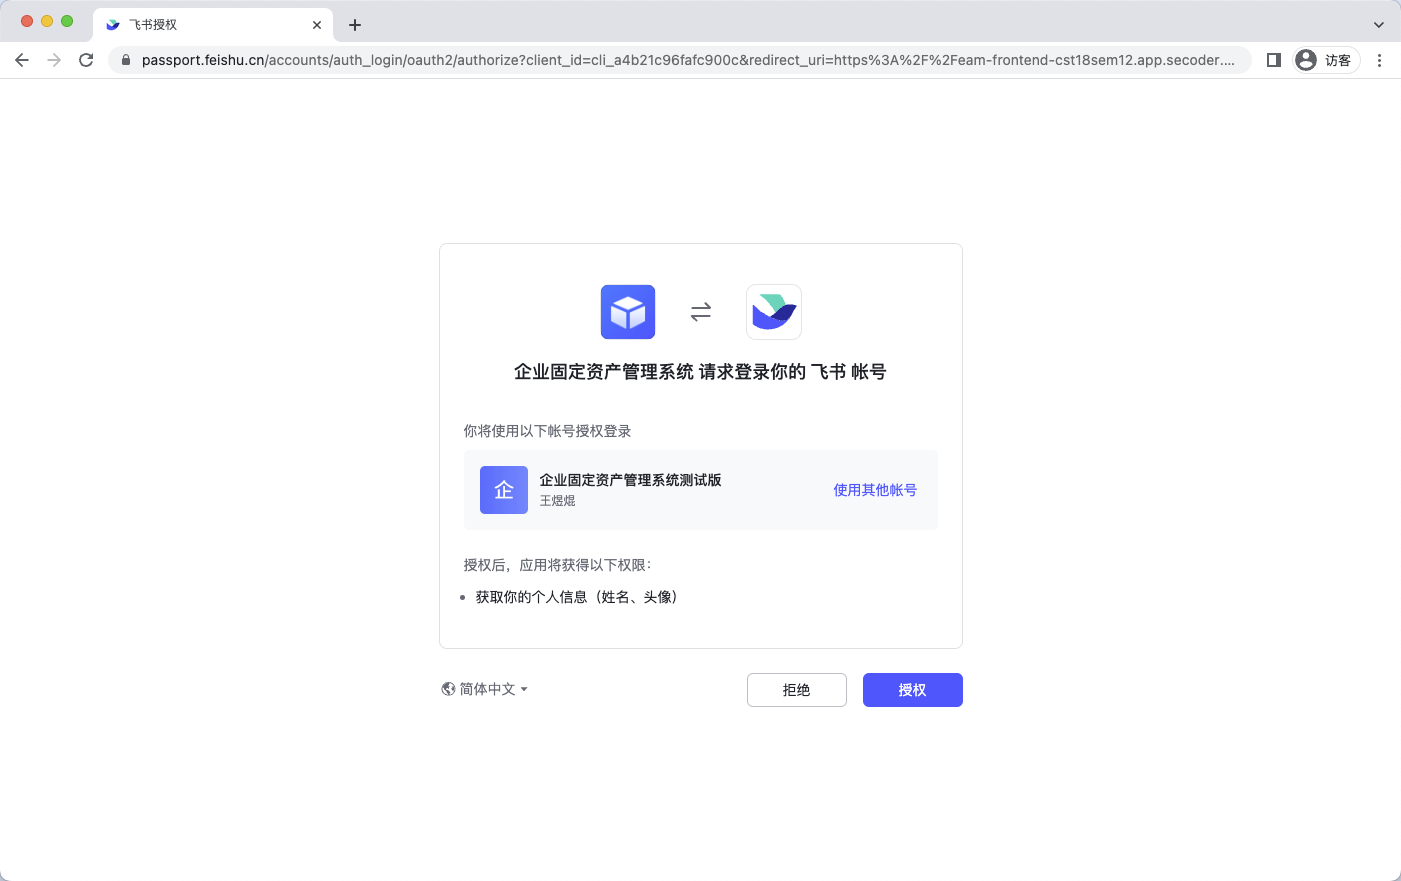 飞书授权
passport.feishu.cn/accounts/auth_login/oauth2/authorize?client_id=cli_a4b21c96fafc900c&redirect_uri=https%3A%2F%2Feam-frontend-cst18sem12.app.secoder....
访客
企业固定资产管理系统 请求登录你的 飞书 帐号
你将使用以下帐号授权登录
企
企业固定资产管理系统测试版
王煜焜
使用其他帐号
授权后，应用将获得以下权限：
获取你的个人信息（姓名、头像）
简体中文
拒绝
授权